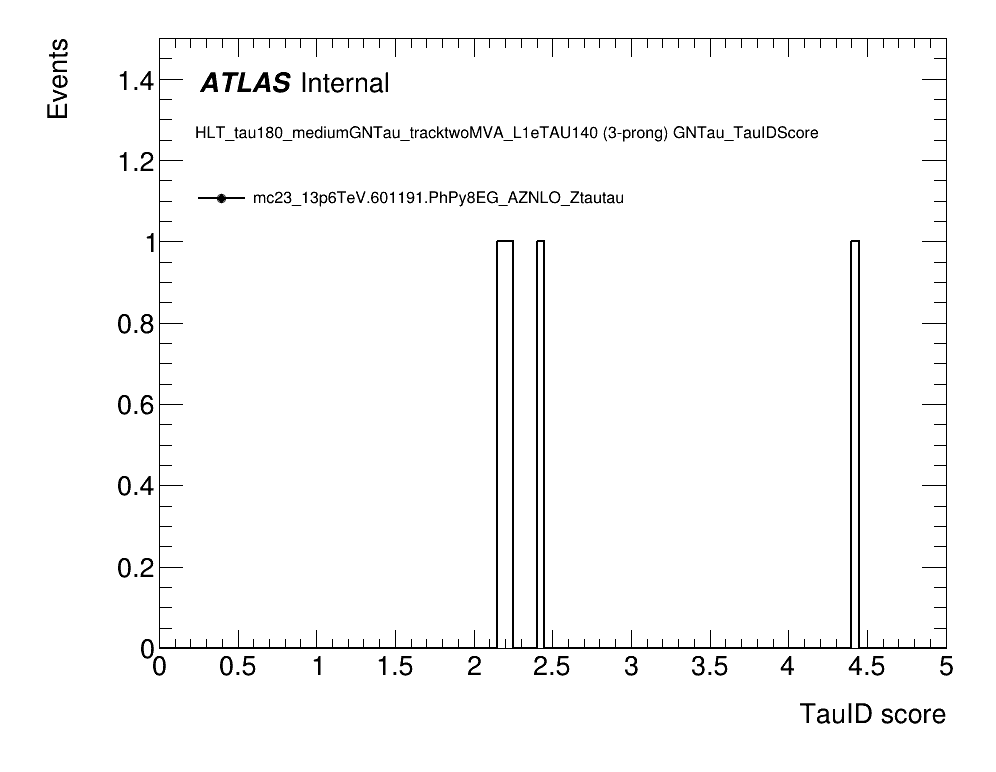 Events
ATLAS Internal
HLT_tau180_mediumGNTau_tracktwoMVA_L1eTAU140 (3-prong) GNTau_TauIDScore
mc23_13p6TeV.601191.PhPy8EG_AZNLO_Ztautau
1.4
1.2
1
0.8
0.6
0.4
0.2
0
0 0.5 1 1.5 2 2.5 3 3.5 4 4.5 5
TauID score